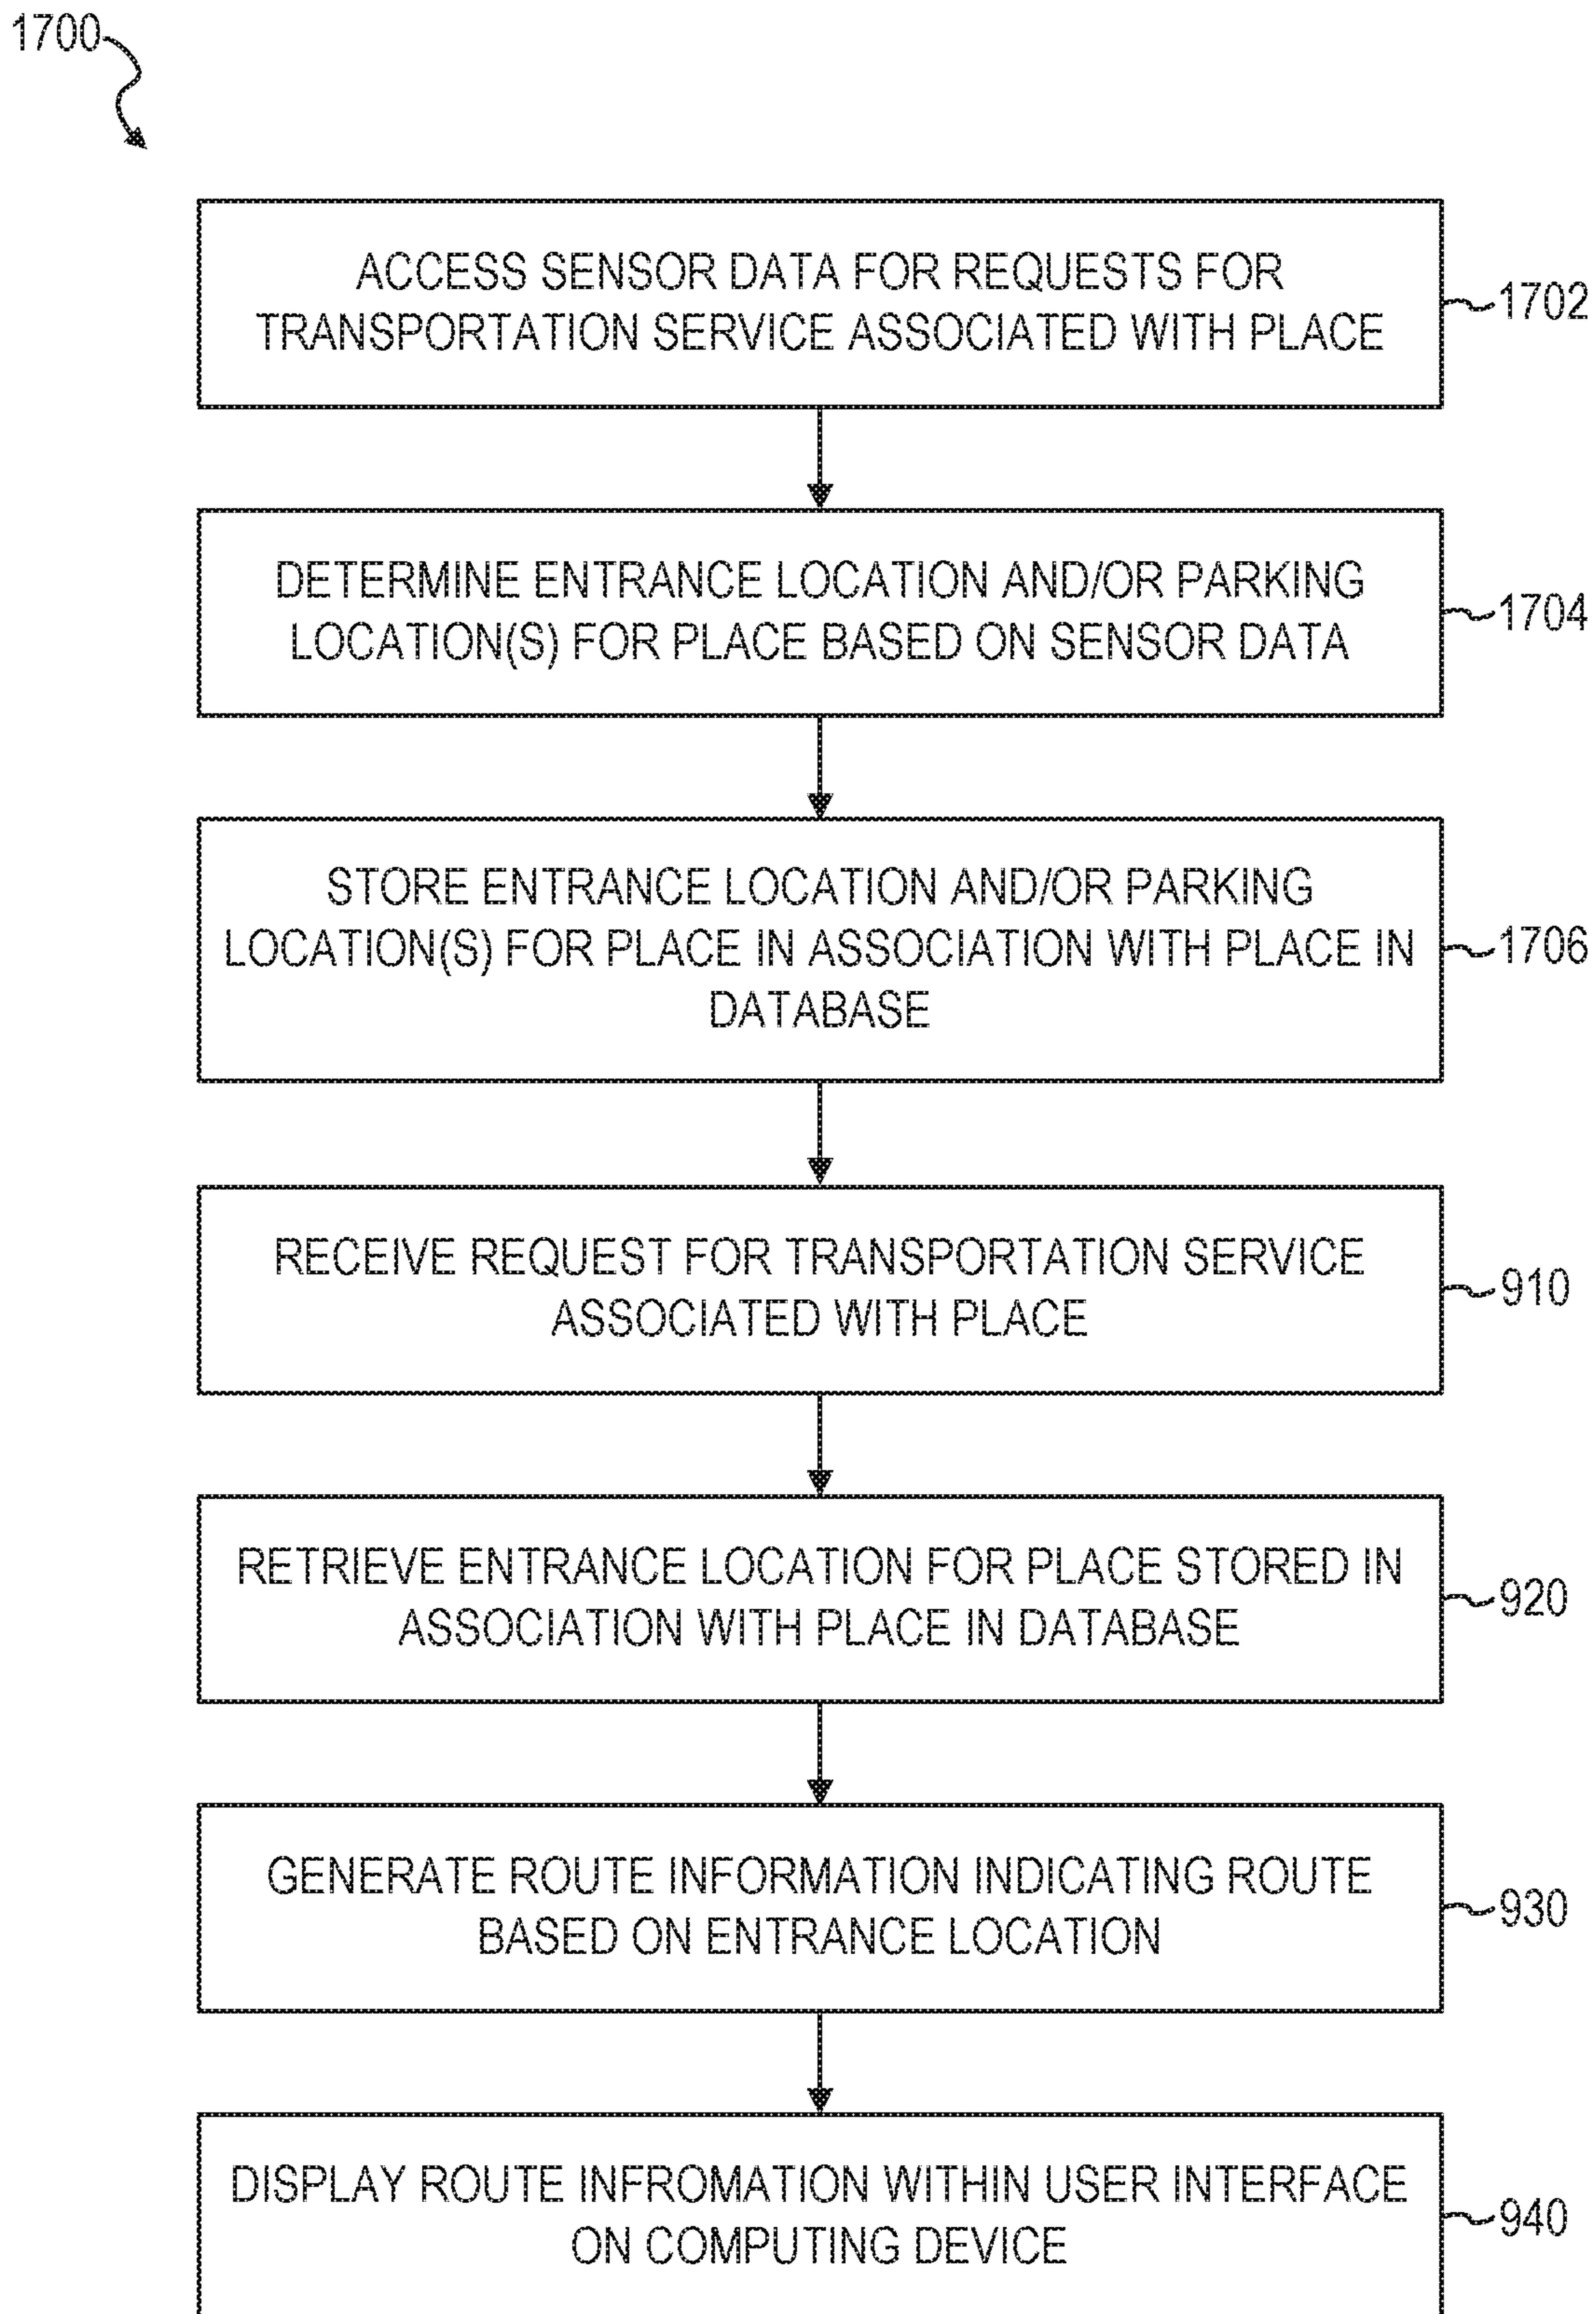 1700
ACCESS SENSOR DATA FOR REQUESTS FOR
TRANSPORTATION SERVICE ASSOCIATED WITH PLACE
1702
DETERMINE ENTRANCE LOCATION AND/OR PARKING
LOCATION(S) FOR PLACE BASED ON SENSOR DATA
1704
STORE ENTRANCE LOCATION AND/OR PARKING
LOCATION(S) FOR PLACE IN ASSOCIATION WITH PLACE IN
DATABASE
1706
RECEIVE REQUEST FOR TRANSPORTATION SERVICE
ASSOCIATED WITH PLACE
910
RETRIEVE ENTRANCE LOCATION FOR PLACE STORED IN
ASSOCIATION WITH PLACE IN DATABASE
920
GENERATE ROUTE INFORMATION INDICATING ROUTE
BASED ON ENTRANCE LOCATION
930
DISPLAY ROUTE INFROMATION WITHIN USER INTERFACE
ON COMPUTING DEVICE
940